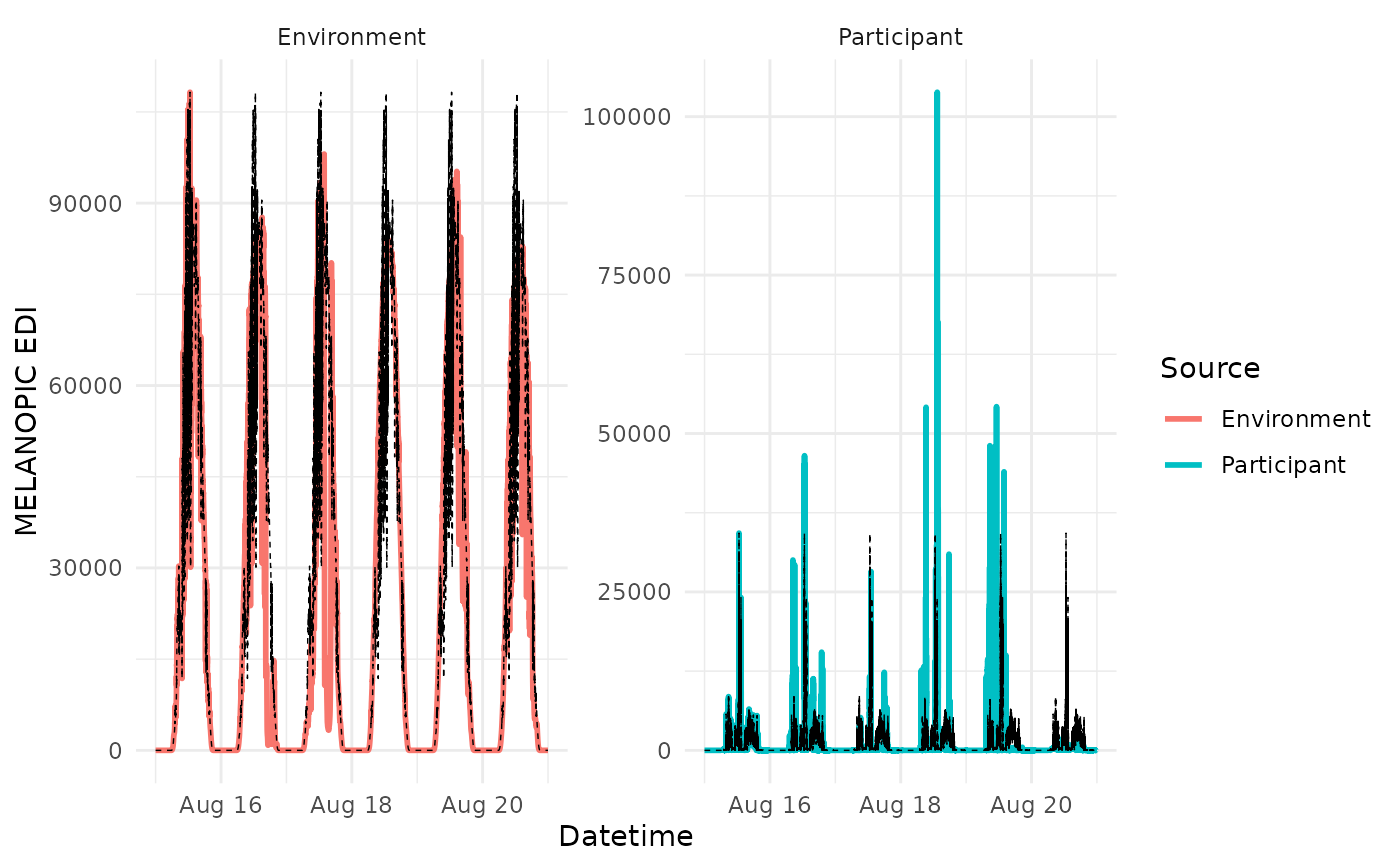 Environment
Participant
MELANOPIC EDI
90000
60000
30000
0
100000
75000
50000
25000
0
Aug 16
Aug 18
Aug 20
Aug 16
Aug 18
Aug 20
Datetime
Source
Environment
Participant